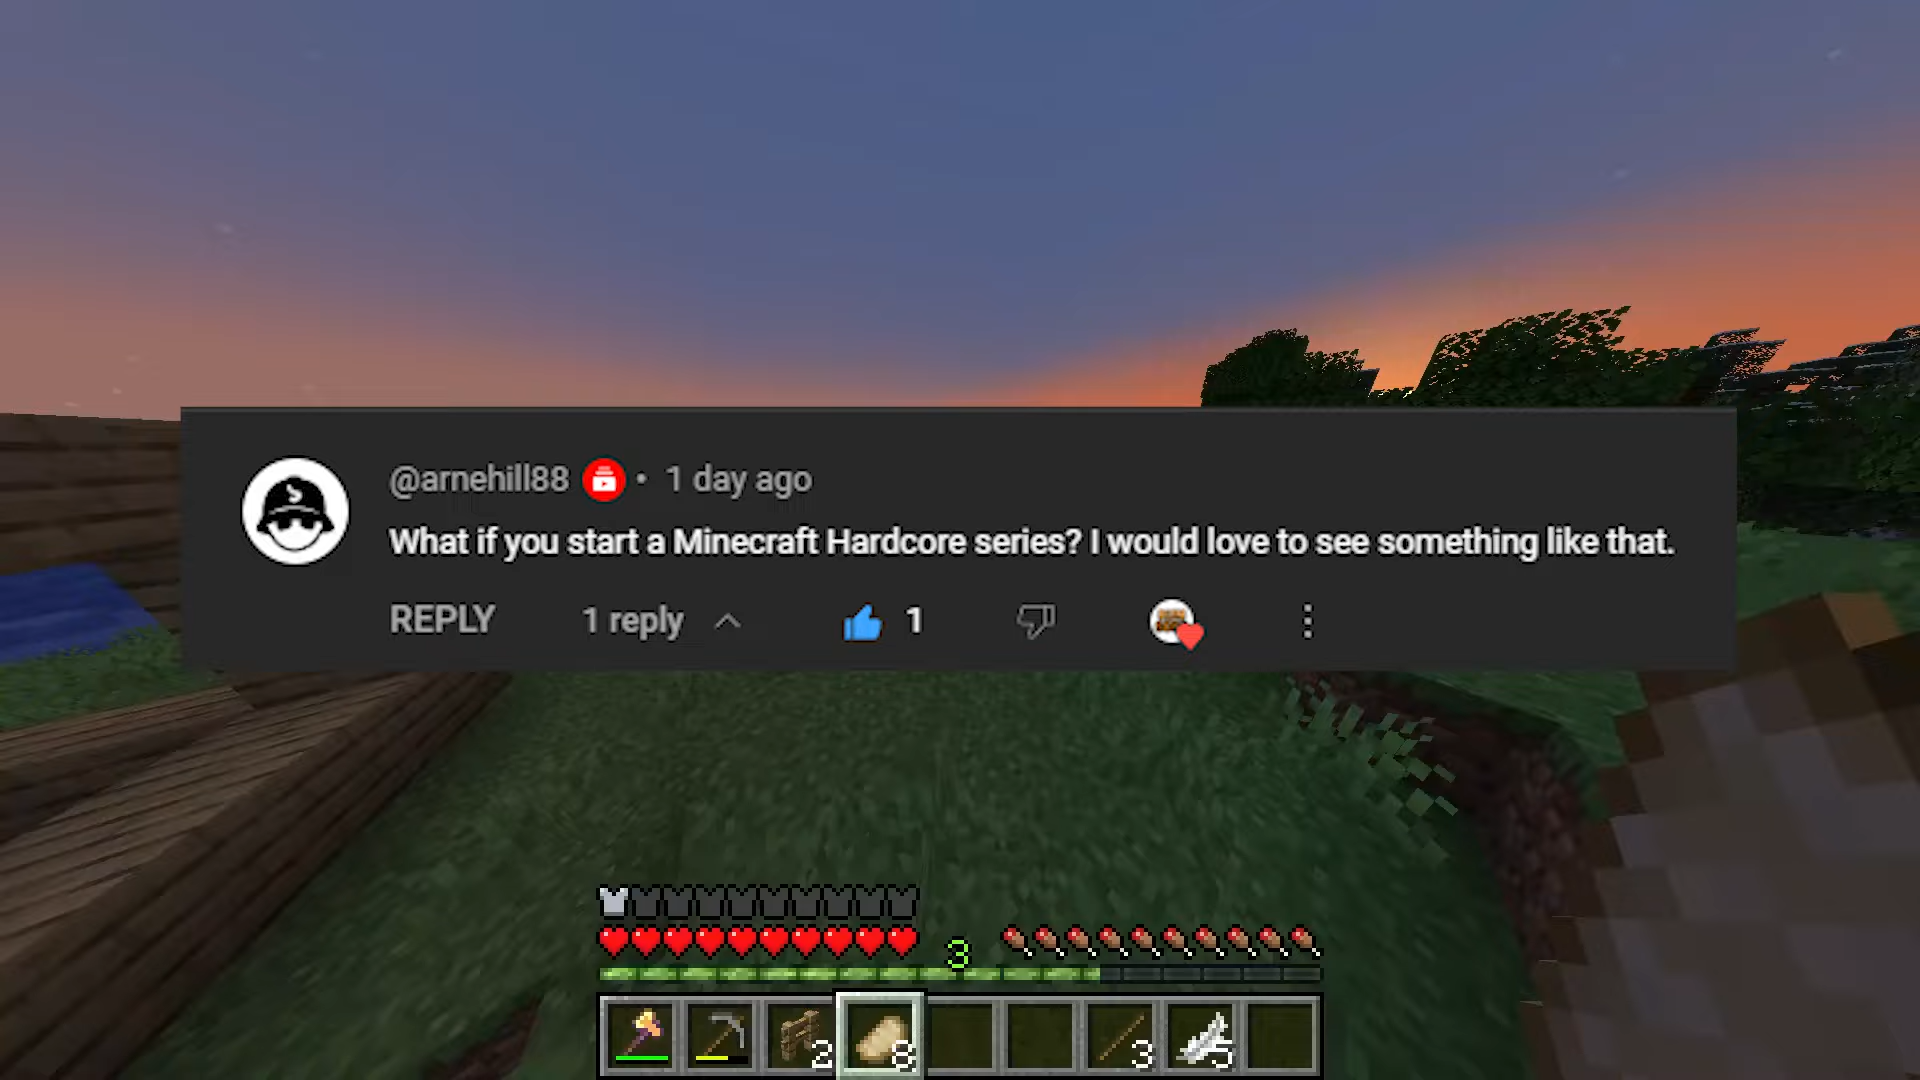 @arnehill88 • 1 day ago
What if you start a Minecraft Hardcore series? I would love to see something like that.
REPLY 1 reply 1
3
2 8 3 5